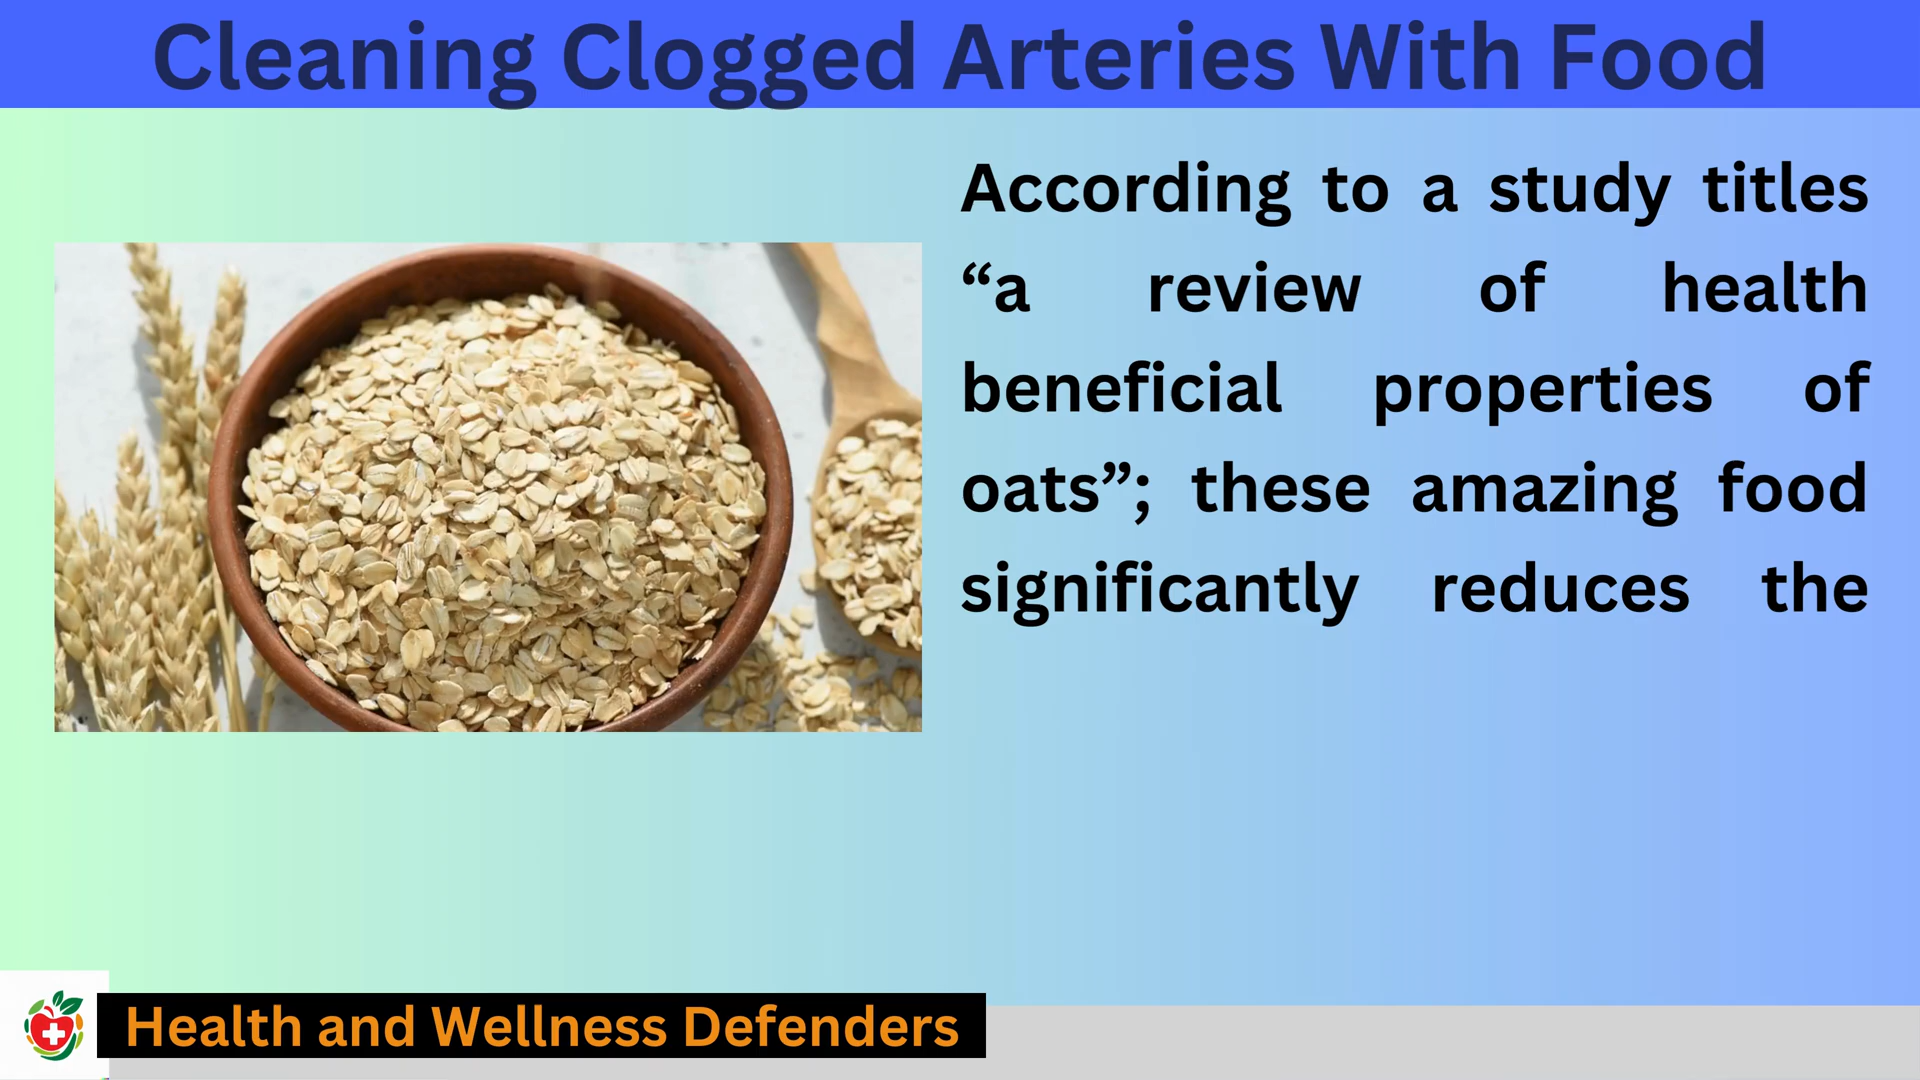 Cleaning Clogged Arteries With Food
According to a study titles
“a review of health
beneficial properties of
oats”; these amazing food
significantly reduces the
Health and Wellness Defenders